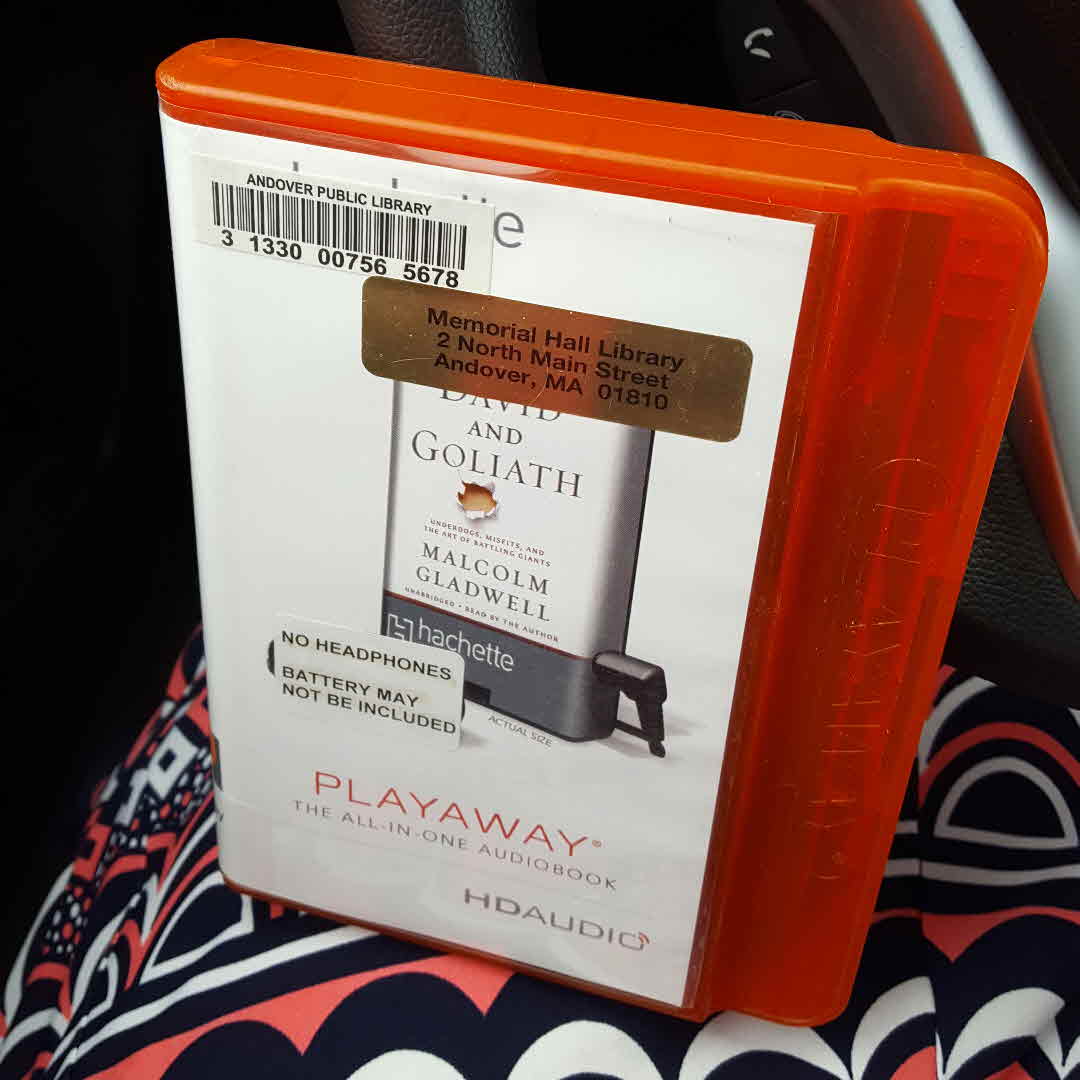 ANDOVER PUBLIC LIBRARY
3 1330 00756 5678
Memorial Hall Library
2 North Main Street
Andover, MA 01810
DAVID
AND
GOLIATH
UNDERDOGS, MISFITS, AND
THE ART OF BATTLING GIANTS
MALCOLM
GLADWELL
UNABRIDGED • READ BY THE AUTHOR
hachette
NO HEADPHONES
BATTERY MAY
NOT BE INCLUDED
ACTUAL SIZE
PLAYAWAY®
THE ALL-IN-ONE AUDIOBOOK
HDAUDIO
PLAYAWAY